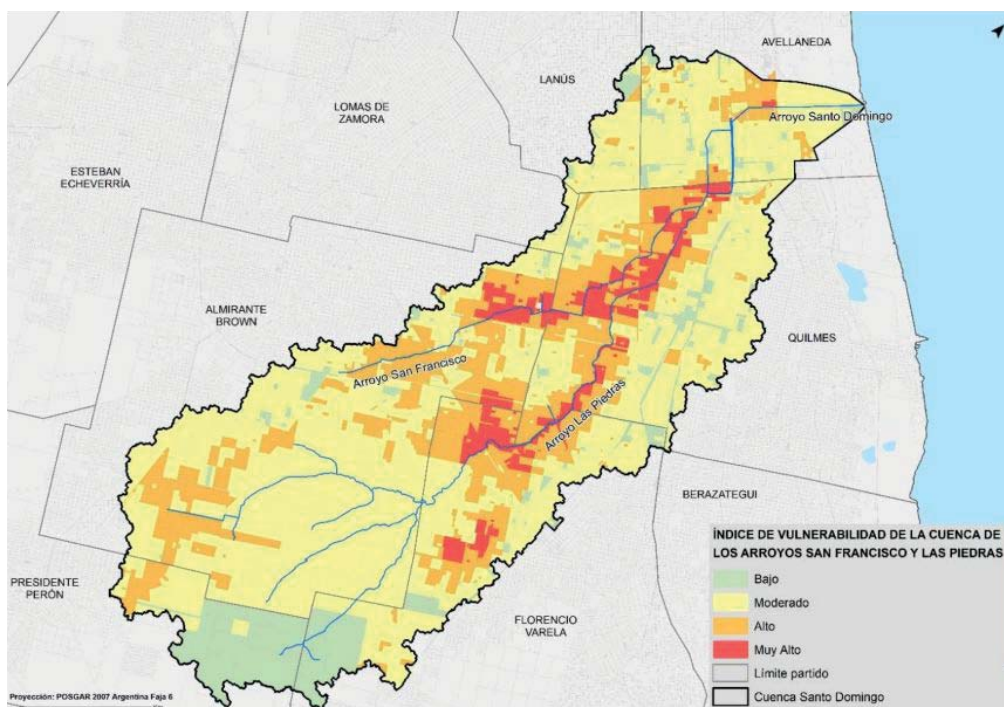 AVELLANEDA
LANÚS
LOMAS DE
ZAMORA
Arroyo Santo Domingo
ESTEBAN
ECHEVERRÍA
ALMIRANTE
BROWN
QUILMES
Arroyo San Francisco
Arroyo Las Piedras
BERAZATEGUI
PRESIDENTE
PERÓN
FLORENCIO
VARELA
ÍNDICE DE VULNERABILIDAD DE LA CUENCA DE
LOS ARROYOS SAN FRANCISCO Y LAS PIEDRAS
Bajo
Moderado
Alto
Muy Alto
Límite partido
Cuenca Santo Domingo
Proyección: POSGAR 2007 Argentina Faja 6